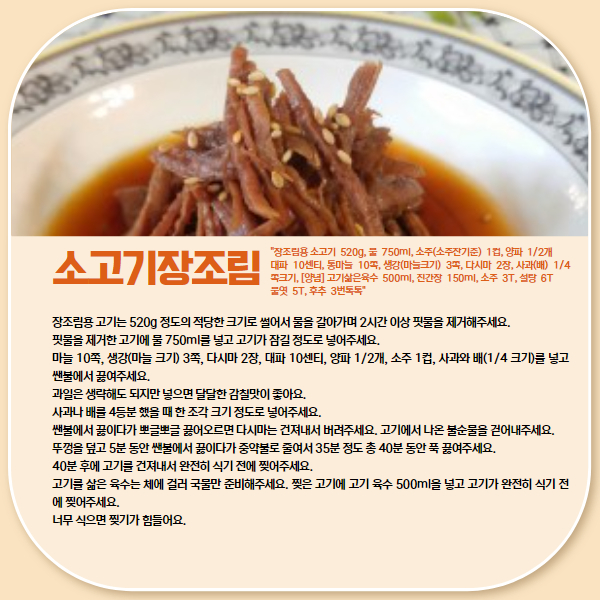 소고기장조림
"장조림용 소고기 520g, 물 750ml, 소주(소주잔기준) 1컵, 양파 1/2개
대파 10센티, 통마늘 10쪽, 생강(마늘크기) 3쪽, 다시마 2장, 사과(배) 1/4
쪽크기, [양념] 고기삶은육수 500ml, 진간장 150ml, 소주 3T, 설탕 6T
물엿 5T, 후추 3번톡톡"
장조림용 고기는 520g 정도의 적당한 크기로 썰어서 물을 갈아가며 2시간 이상 핏물을 제거해주세요.
핏물을 제거한 고기에 물 750ml를 넣고 고기가 잠길 정도로 넣어주세요.
마늘 10쪽, 생강(마늘 크기) 3쪽, 다시마 2장, 대파 10센티, 양파 1/2개, 소주 1컵, 사과와 배(1/4 크기)를 넣고
쌘불에서 끓여주세요.
과일은 생략해도 되지만 넣으면 달달한 감칠맛이 좋아요.
사과나 배를 4등분 했을 때 한 조각 크기 정도로 넣어주세요.
쌘불에서 끓이다가 뽀글뽀글 끓어오르면 다시마는 건져내서 버려주세요. 고기에서 나온 불순물을 걷어내주세요.
뚜껑을 덮고 5분 동안 쌘불에서 끓이다가 중약불로 줄여서 35분 정도 총 40분 동안 푹 끓여주세요.
40분 후에 고기를 건져내서 완전히 식기 전에 찢어주세요.
고기를 삶은 육수는 체에 걸러 국물만 준비해주세요. 찢은 고기에 고기 육수 500ml을 넣고 고기가 완전히 식기 전
에 찢어주세요.
너무 식으면 찢기가 힘들어요.